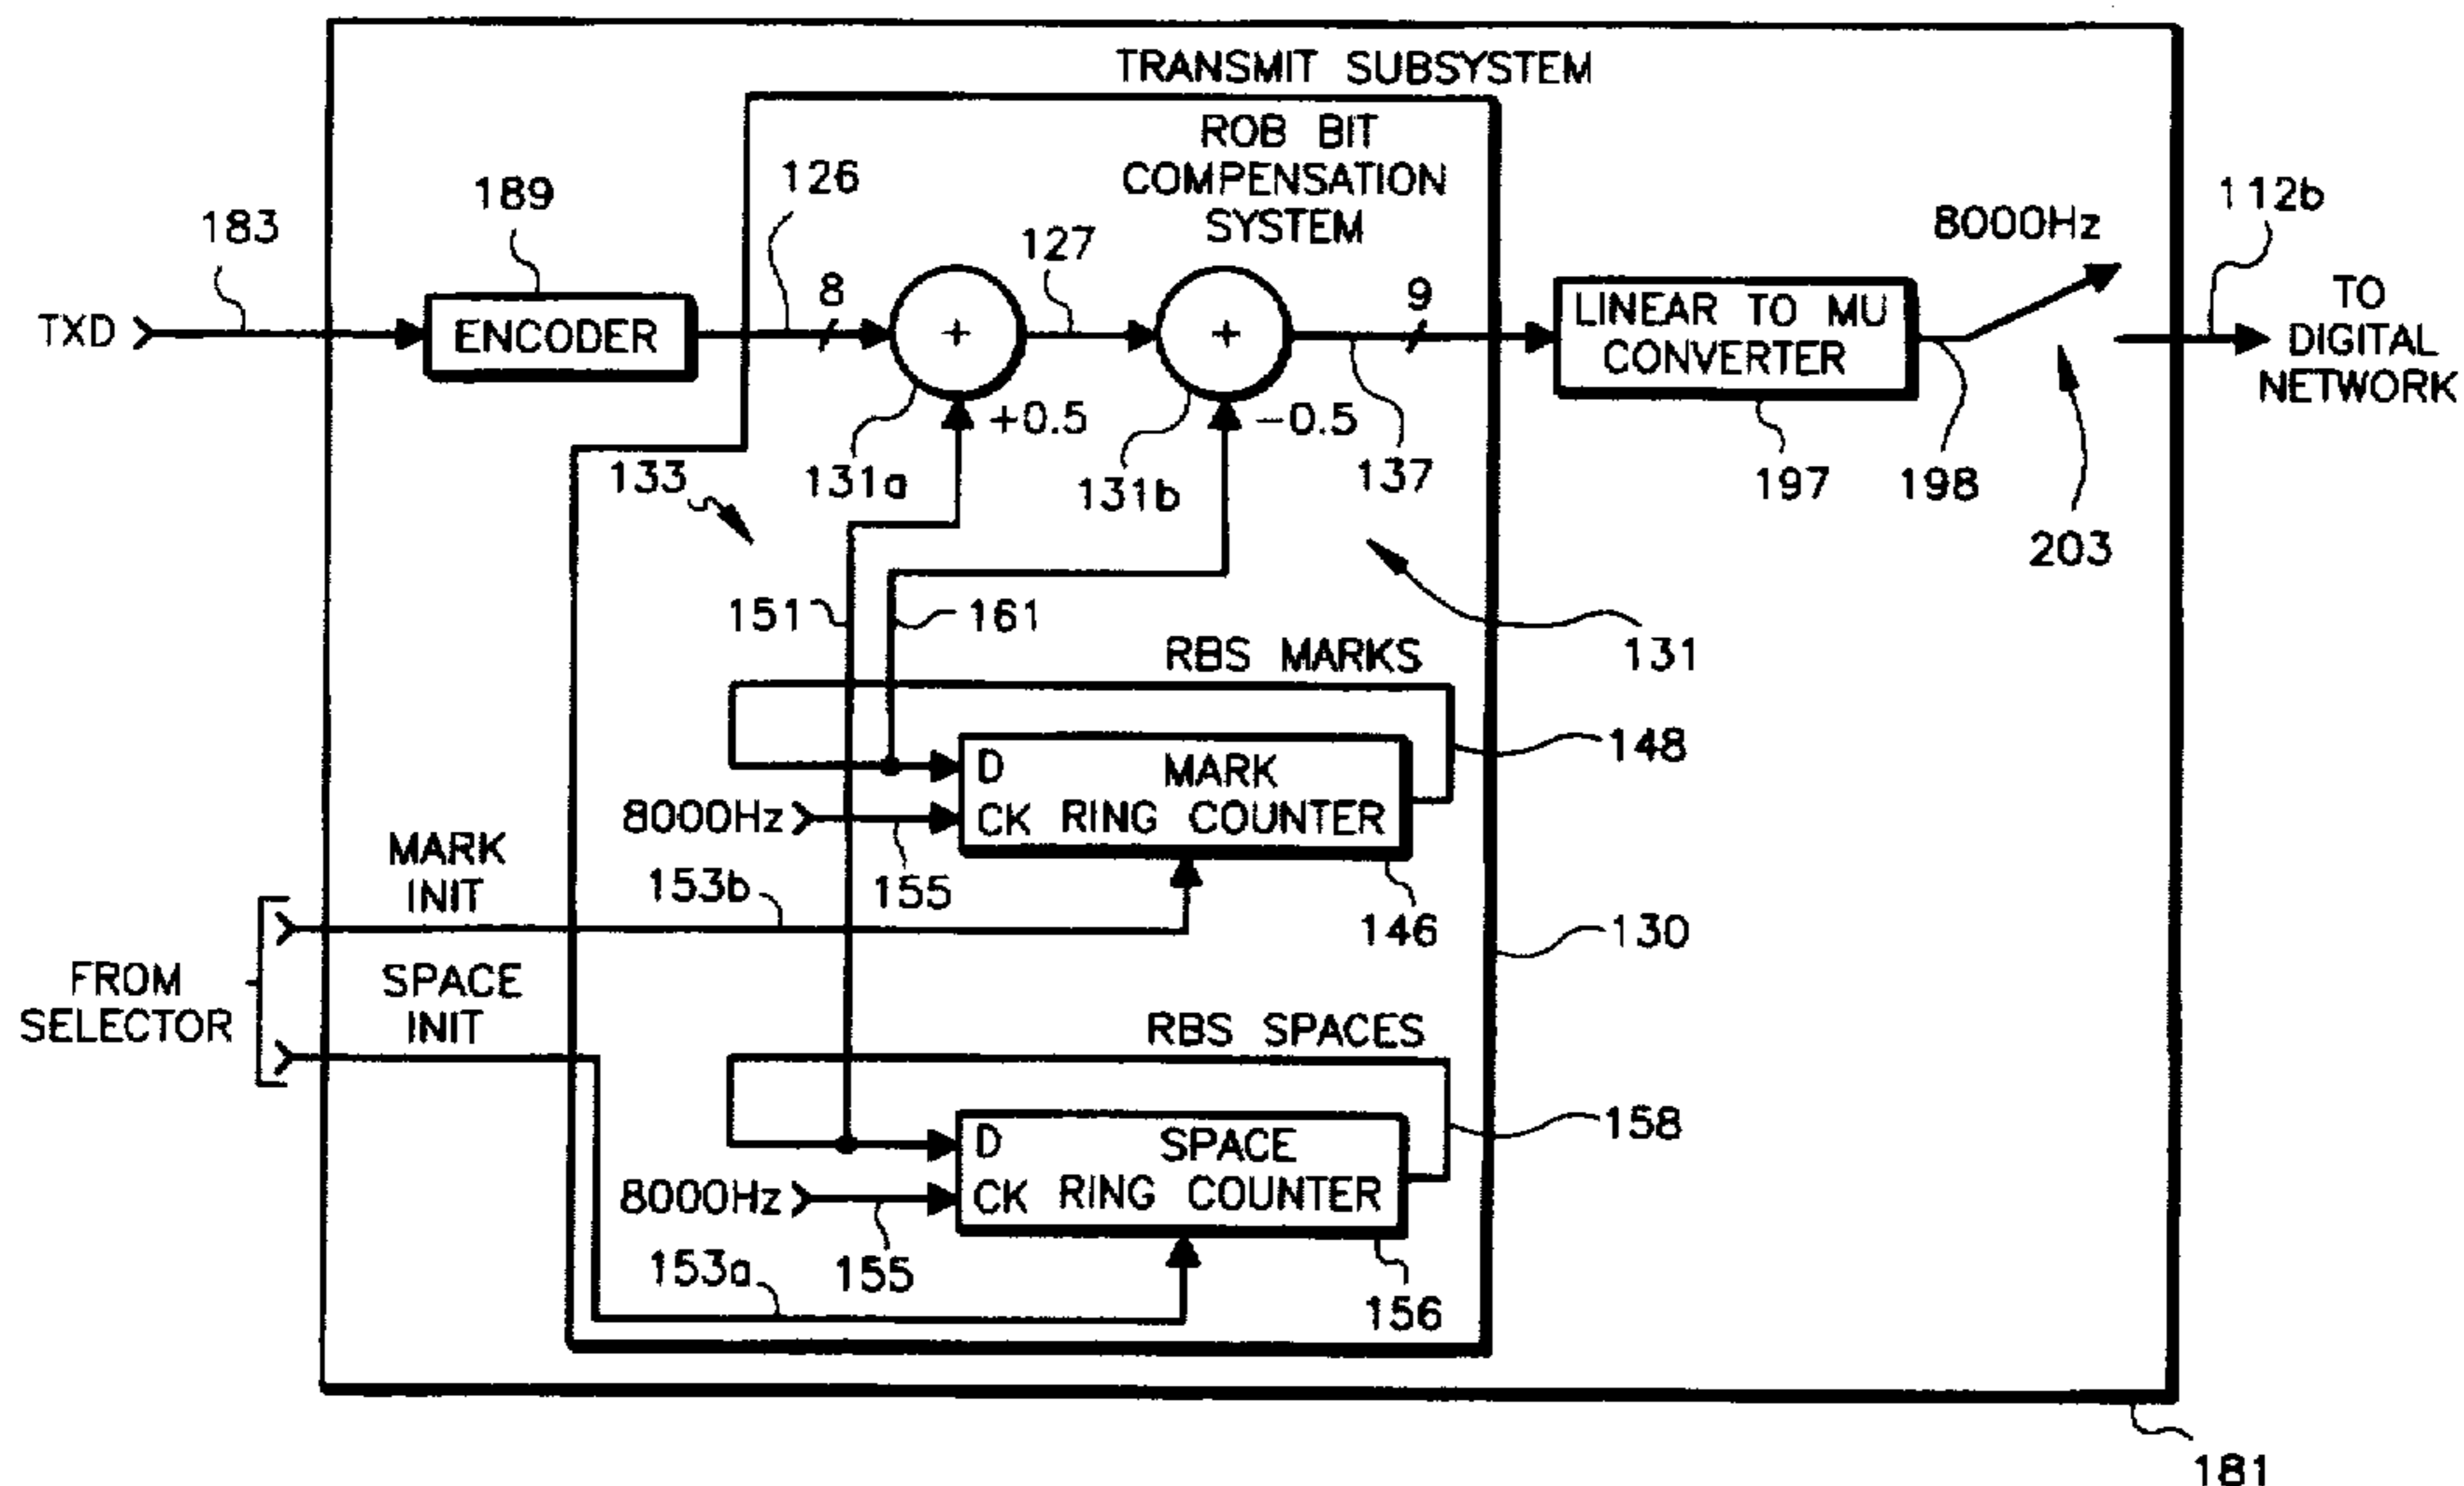 TRANSMIT SUBSYSTEM
ROB BIT
COMPENSATION
SYSTEM
126
189
183
127
8
9
8000Hz
112b
TXD
ENCODER
+
+
LINEAR TO MU
CONVERTER
TO
DIGITAL
NETWORK
+0.5
-0.5
133
131a
131b
137
197
198
203
151
161
131
RBS MARKS
148
D
MARK
8000Hz
CK
RING COUNTER
MARK
INIT
153b
155
146
130
FROM
SELECTOR
SPACE
INIT
RBS SPACES
158
D
SPACE
8000Hz
CK
RING COUNTER
153a
155
156
181